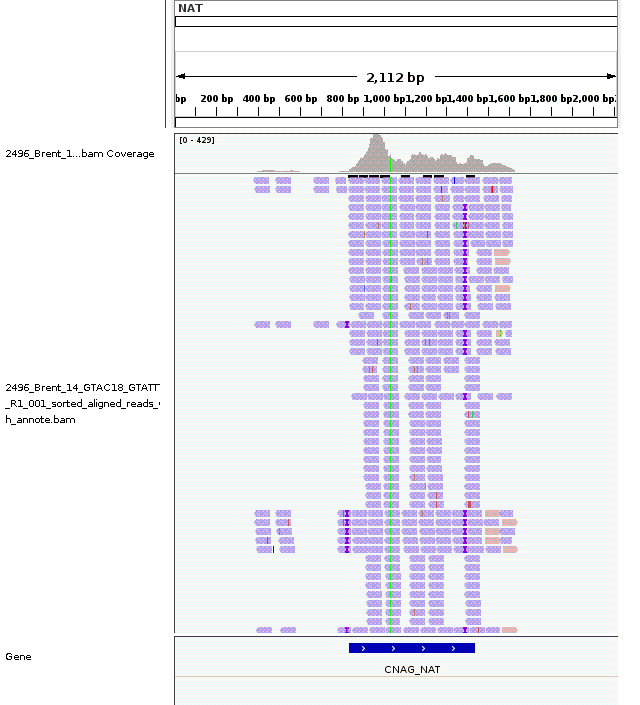 NAT
2,112 bp
bp 200 bp 400 bp 600 bp 800 bp 1,000 bp 1,200 bp 1,400 bp 1,600 bp 1,800 bp 2,000 bp
[0 - 429]
2496_Brent_1...bam Coverage
2496_Brent_14_GTAC18_GTATT
_R1_001_sorted_aligned_reads_
h_annote.bam
Gene
CNAG_NAT